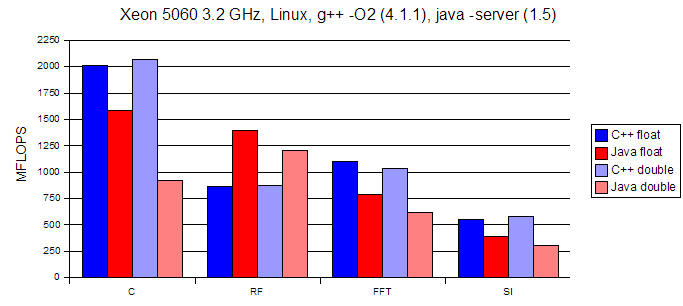 Xeon 5060 3.2 GHz, Linux, g++ -O2 (4.1.1), java -server (1.5)
2250
2000
1750
1500
1250
1000
750
500
250
0
MFLOPS
C RF FFT SI
C++ float
Java float
C++ double
Java double